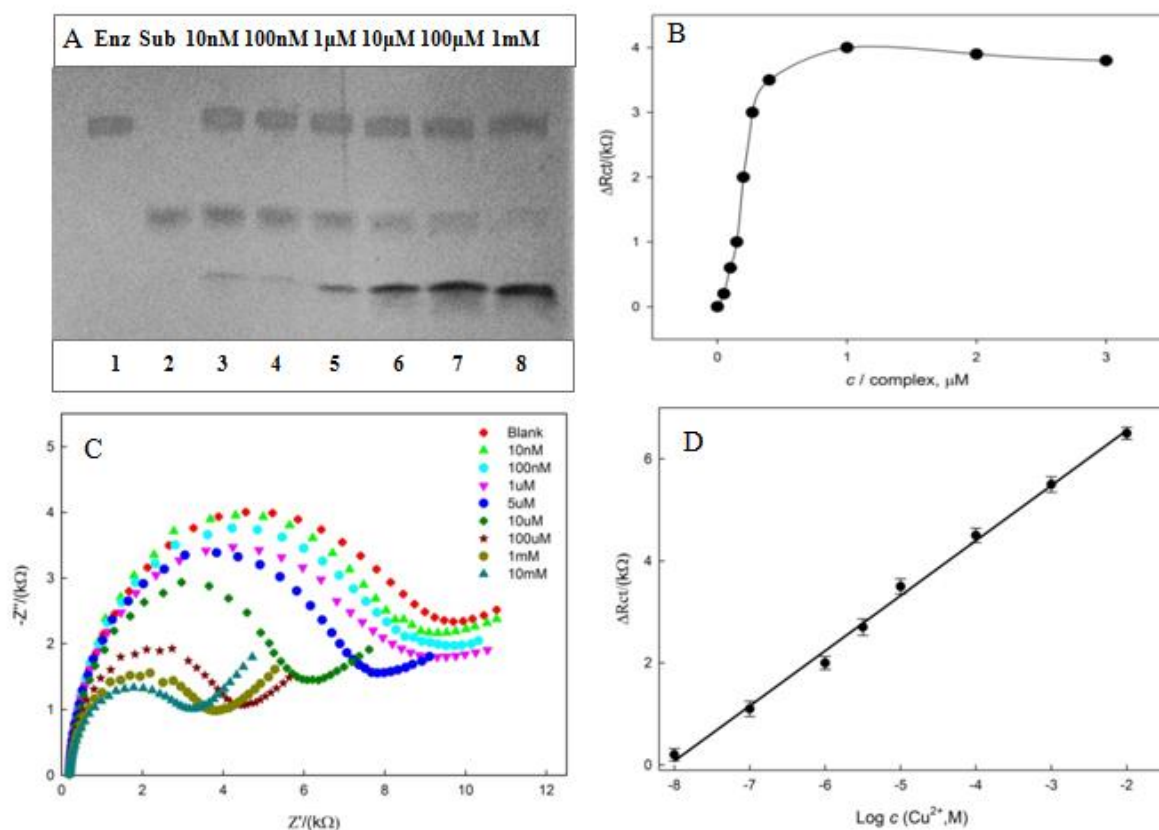 A Enz Sub 10nM 100nM 1µM 10µM 100µM 1mM
1 2 3 4 5 6 7 8
B
ΔRct/(kΩ)
4
3
2
1
0
0 1 2 3
c / complex, µM
C
-Z''/(kΩ)
5
4
3
2
1
0
0 2 4 6 8 10 12
Z'/(kΩ)
Blank
10nM
100nM
1uM
5uM
10uM
100uM
1mM
10mM
D
ΔRct/(kΩ)
6
4
2
0
-8 -7 -6 -5 -4 -3 -2
Log c (Cu²⁺,M)